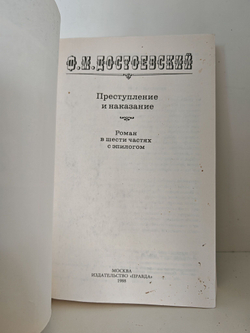 Ф.М.ДОСТОЕВСКИЙ
Преступление
и наказание
Роман
в шести частях
с эпилогом
МОСКВА
ИЗДАТЕЛЬСТВО «ПРАВДА»